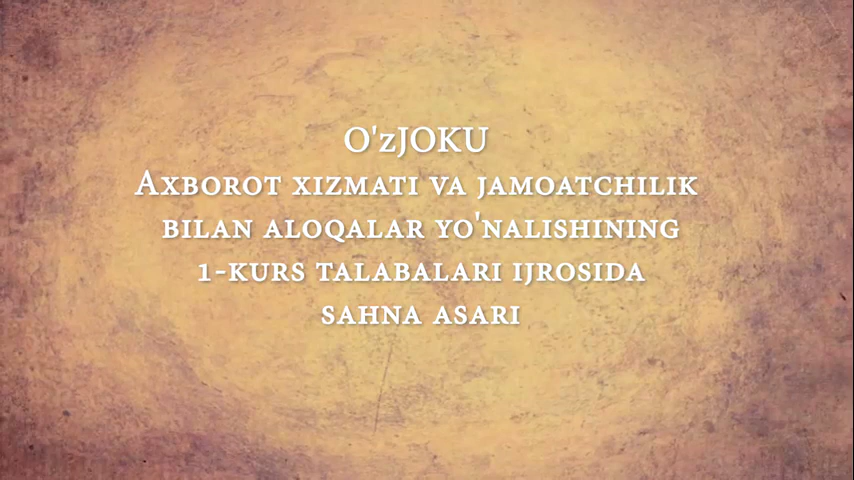 O'zJOKU
Axborot xizmati va jamoatchilik
bilan aloqalar yo'nalishining
1-kurs talabalari ijrosida
sahna asari